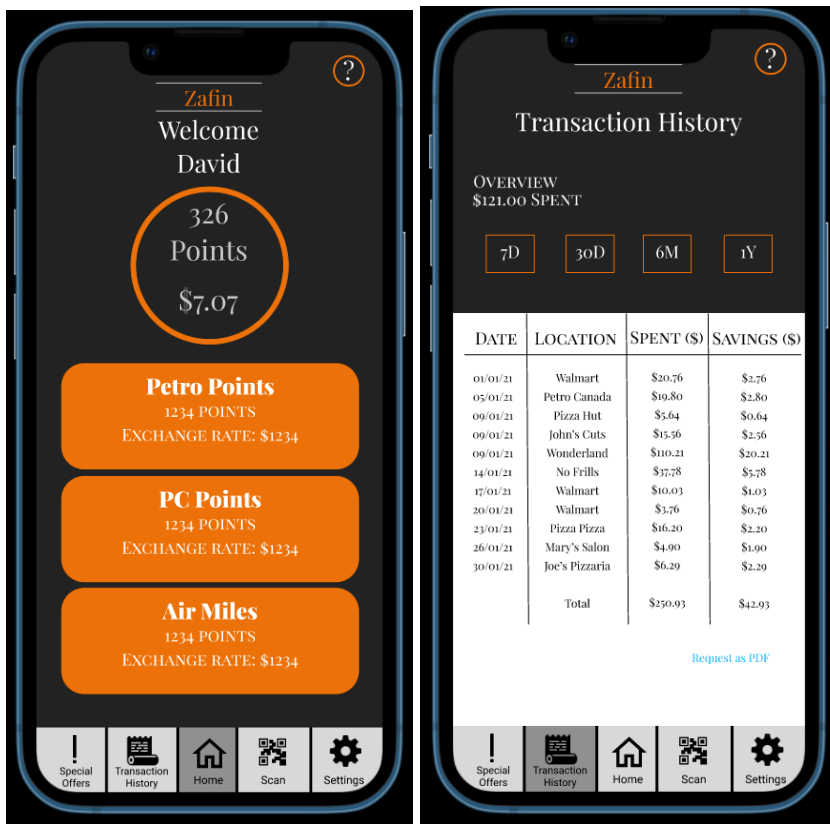 ?
Zafin
Welcome
David
326
Points
$7.07
Petro Points
1234 POINTS
EXCHANGE RATE: $1234
PC Points
1234 POINTS
EXCHANGE RATE: $1234
Air Miles
1234 POINTS
EXCHANGE RATE: $1234
Special
Offers
Transaction
History
Home
Scan
Settings
?
Zafin
Transaction History
OVERVIEW
$121.00 SPENT
7D 30D 6M 1Y
DATE LOCATION SPENT ($) SAVINGS ($)
01/01/21 Walmart $20.76 $2.76
05/01/21 Petro Canada $19.80 $2.80
09/01/21 Pizza Hut $5.64 $0.64
09/01/21 John's Cuts $15.56 $2.56
09/01/21 Wonderland $110.21 $20.21
14/01/21 No Frills $37.78 $5.78
17/01/21 Walmart $10.03 $1.03
20/01/21 Walmart $3.76 $0.76
23/01/21 Pizza Pizza $16.20 $2.20
26/01/21 Mary's Salon $4.90 $1.90
30/01/21 Joe's Pizzaria $6.29 $2.29
Total $250.93 $42.93
Request as PDF
Special
Offers
Transaction
History
Home
Scan
Settings